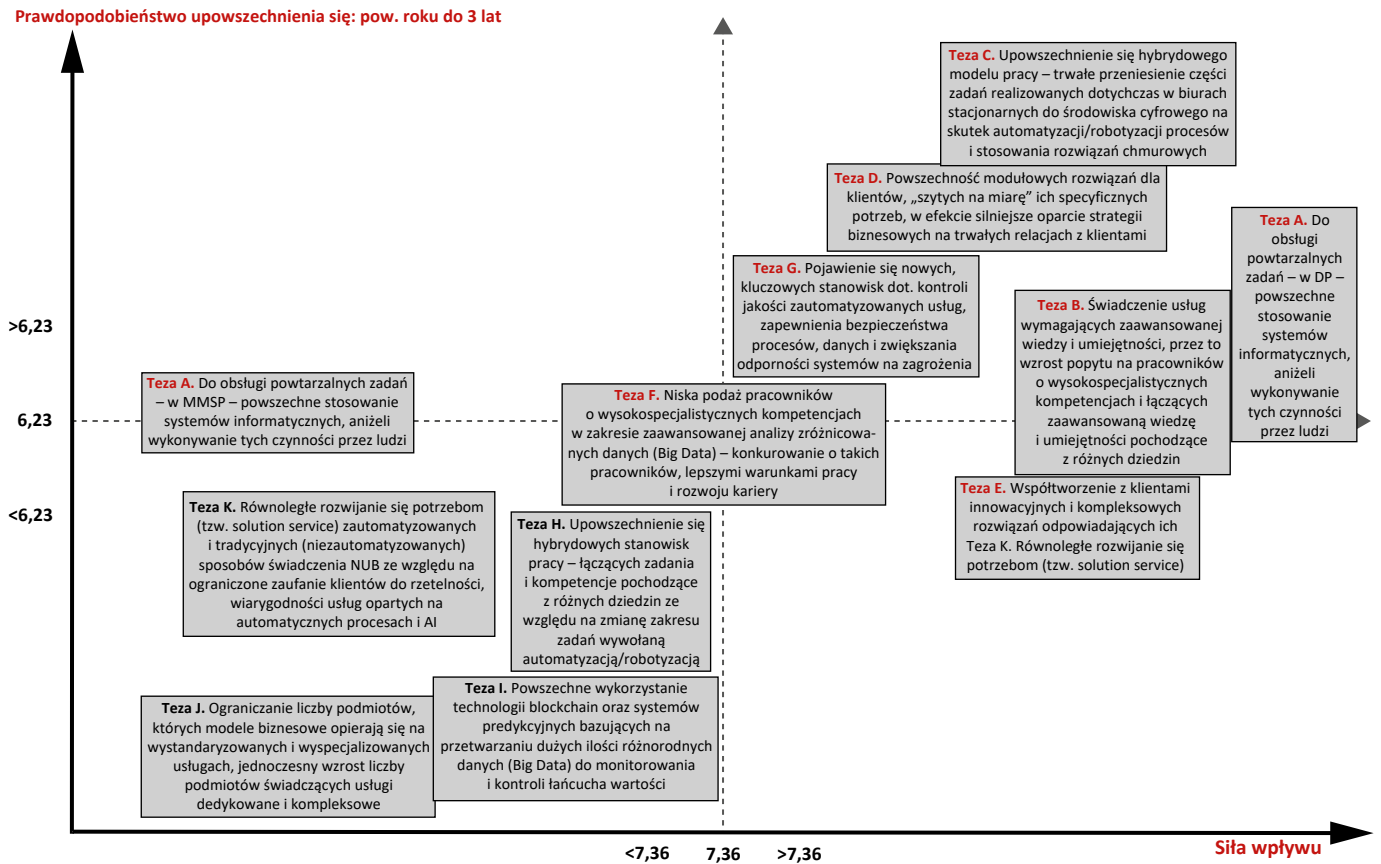 Prawdopodobieństwo upowszechnienia się: pow. roku do 3 lat
Teza C. Upowszechnienie się hybrydowego
modelu pracy – trwałe przeniesienie części
zadań realizowanych dotychczas w biurach
stacjonarnych do środowiska cyfrowego na
skutek automatyzacji/robotyzacji procesów
i stosowania rozwiązań chmurowych
Teza D. Powszechność modułowych rozwiązań dla
klientów, „szytych na miarę” ich specyficznych
potrzeb, w efekcie silniejsze oparcie strategii
biznesowych na trwałych relacjach z klientami
Teza A. Do
obsługi
powtarzalnych
zadań – w DP –
powszechne
stosowanie
systemów
informatycznych,
aniżeli
wykonywanie
tych czynności
przez ludzi
Teza G. Pojawienie się nowych,
kluczowych stanowisk dot. kontroli
jakości zautomatyzowanych usług,
zapewnienia bezpieczeństwa
procesów, danych i zwiększania
odporności systemów na zagrożenia
Teza B. Świadczenie usług
wymagających zaawansowanej
wiedzy i umiejętności, przez to
wzrost popytu na pracowników
o wysokospecjalistycznych
kompetencjach i łączących
zaawansowaną wiedzę
i umiejętności pochodzące
z różnych dziedzin
>6,23
6,23
<6,23
Teza A. Do obsługi powtarzalnych zadań
– w MMSP – powszechne stosowanie
systemów informatycznych, aniżeli
wykonywanie tych czynności przez ludzi
Teza F. Niska podaż pracowników
o wysokospecjalistycznych kompetencjach
w zakresie zaawansowanej analizy zróżnicowa-
nych danych (Big Data) – konkurowanie o takich
pracowników, lepszymi warunkami pracy
i rozwoju kariery
Teza E. Współtworzenie z klientami
innowacyjnych i kompleksowych
rozwiązań odpowiadających ich
Teza K. Równoległe rozwijanie się
potrzebom (tzw. solution service)
Teza K. Równoległe rozwijanie się potrzebom
(tzw. solution service) zautomatyzowanych
i tradycyjnych (niezautomatyzowanych)
sposobów świadczenia NUB ze względu na
ograniczone zaufanie klientów do rzetelności,
wiarygodności usług opartych na
automatycznych procesach i AI
Teza H. Upowszechnienie się
hybrydowych stanowisk
pracy – łączących zadania
i kompetencje pochodzące
z różnych dziedzin ze
względu na zmianę zakresu
zadań wywołaną
automatyzacją/robotyzacją
Teza J. Ograniczanie liczby podmiotów,
których modele biznesowe opierają się na
wystandaryzowanych i wyspecjalizowanych
usługach, jednoczesny wzrost liczby
podmiotów świadczących usługi
dedykowane i kompleksowe
Teza I. Powszechne wykorzystanie
technologii blockchain oraz systemów
predykcyjnych bazujących na
przetwarzaniu dużych ilości różnorodnych
danych (Big Data) do monitorowania
i kontroli łańcucha wartości
<7,36 7,36 >7,36
Siła wpływu